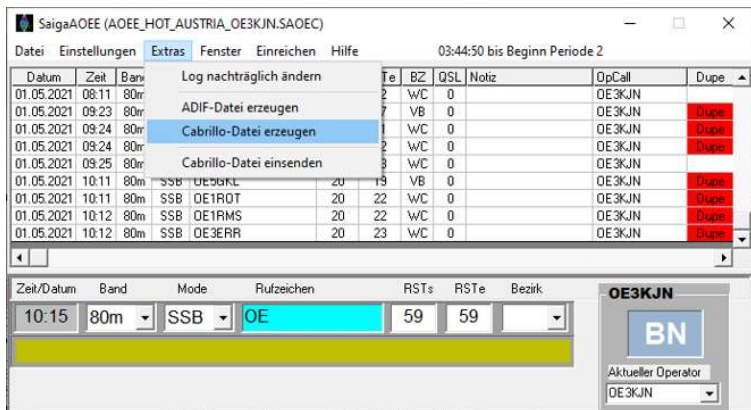 SaigaAOEE (AOEE_HOT_AUSTRIA_OE3KJN.SAOEC)
Datei Einstellungen Extras Fenster Einreichen Hilfe 03:44:50 bis Beginn Periode 2
Datum Zeit Ban Te BZ QSL Notiz OpCall Dupe
Log nachträglich ändern
ADIF-Datei erzeugen
Cabrillo-Datei erzeugen
Cabrillo-Datei einsenden
01.05.2021 08:11 80m 2 WC 0 OE3KJN
01.05.2021 09:23 80m 7 VB 0 OE3KJN Dupe
01.05.2021 09:24 80m 1 WC 0 OE3KJN Dupe
01.05.2021 09:24 80m 2 WC 0 OE3KJN Dupe
01.05.2021 09:25 80m 3 WC 0 OE3KJN
01.05.2021 10:11 80m SSB OE5GKL 20 19 VB 0 OE3KJN Dupe
01.05.2021 10:11 80m SSB OE1ROT 20 22 WC 0 OE3KJN Dupe
01.05.2021 10:12 80m SSB OE1RMS 20 22 WC 0 OE3KJN Dupe
01.05.2021 10:12 80m SSB OE3ERR 20 23 WC 0 OE3KJN Dupe
Zeit/Datum Band Mode Rufzeichen RSTs RSTe Bezirk
10:15 80m SSB OE 59 59
OE3KJN
BN
Aktueller Operator
OE3KJN